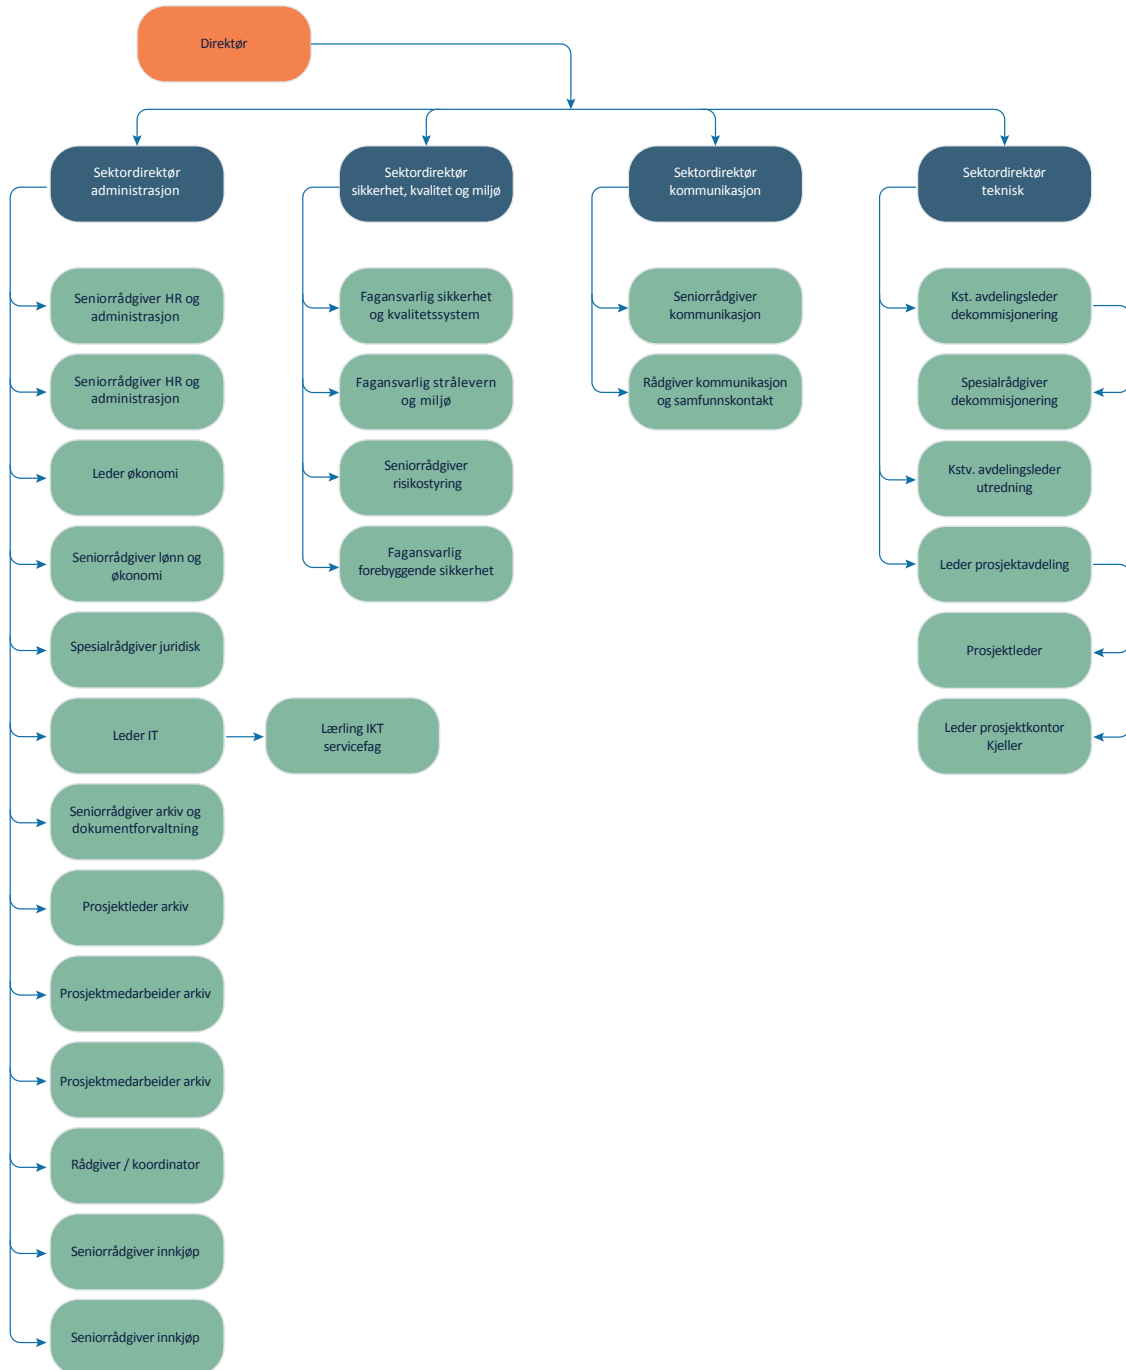 Direktør
Sektordirektør
administrasjon
Seniorrådgiver HR og
administrasjon
Seniorrådgiver HR og
administrasjon
Leder økonomi
Seniorrådgiver lønn og
økonomi
Spesialrådgiver juridisk
Leder IT
Lærling IKT
servicefag
Seniorrådgiver arkiv og
dokumentforvaltning
Prosjektleder arkiv
Prosjektmedarbeider arkiv
Prosjektmedarbeider arkiv
Rådgiver / koordinator
Seniorrådgiver innkjøp
Seniorrådgiver innkjøp
Sektordirektør
sikkerhet, kvalitet og miljø
Fagansvarlig sikkerhet
og kvalitetssystem
Fagansvarlig strålevern
og miljø
Seniorrådgiver
risikostyring
Fagansvarlig
forebyggende sikkerhet
Sektordirektør
kommunikasjon
Seniorrådgiver
kommunikasjon
Rådgiver kommunikasjon
og samfunnskontakt
Sektordirektør
teknisk
Kst. avdelingsleder
dekommisjonering
Spesialrådgiver
dekommisjonering
Kstv. avdelingsleder
utredning
Leder prosjektavdeling
Prosjektleder
Leder prosjektkontor
Kjeller